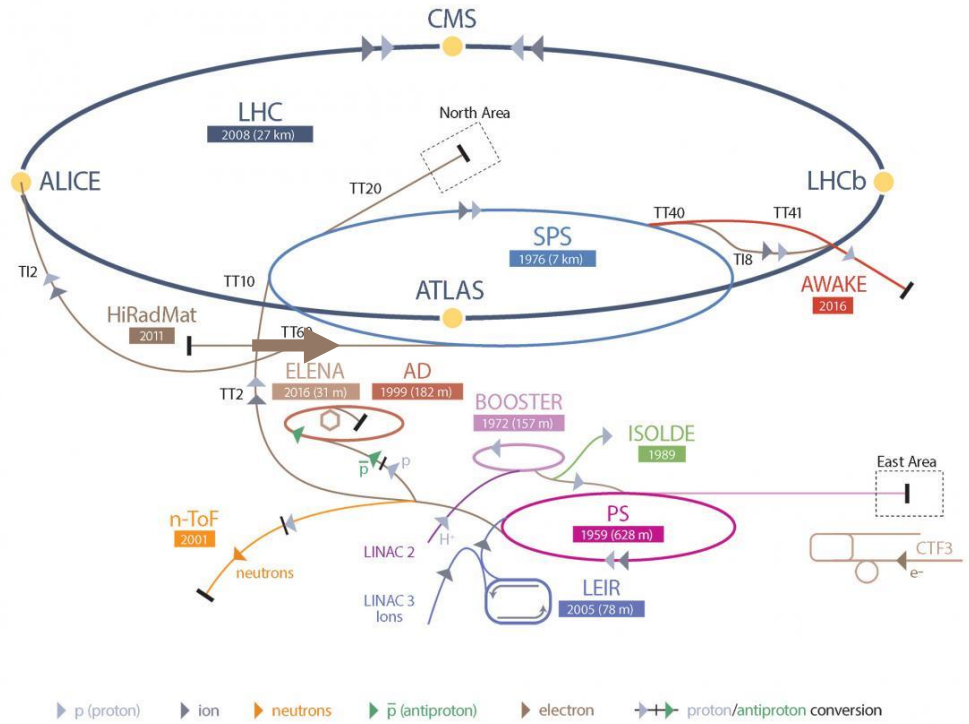 CMS
LHC
2008 (27 km)
North Area
ALICE
TT20
LHCb
TT40
TT41
SPS
1976 (7 km)
TI2
TT10
TI8
ATLAS
AWAKE
2016
HiRadMat
2011
ELENA
2016 (31 m)
AD
1999 (182 m)
TT2
BOOSTER
1972 (157 m)
ISOLDE
1989
p̅
p
East Area
n-ToF
2001
PS
1959 (628 m)
H⁺
LINAC 2
neutrons
CTF3
e⁻
LINAC 3
Ions
LEIR
2005 (78 m)
p (proton)
ion
neutrons
p̅ (antiproton)
electron
proton/antiproton conversion